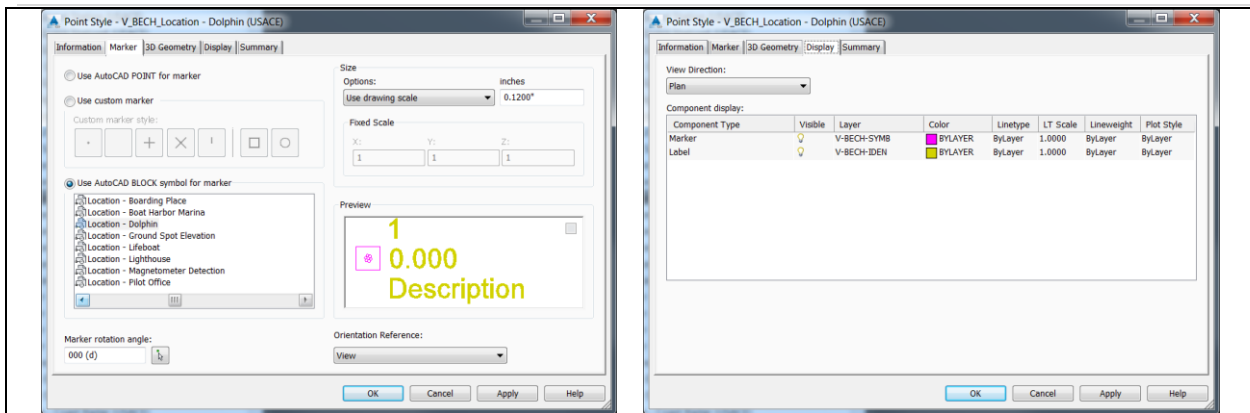 Point Style - V_BECH_Location - Dolphin (USACE)
Information Marker 3D Geometry Display Summary
Use AutoCAD POINT for marker
Use custom marker
Custom marker style:
Use AutoCAD BLOCK symbol for marker
Location - Boarding Place
Location - Boat Harbor Marina
Location - Dolphin
Location - Ground Spot Elevation
Location - Lifeboat
Location - Lighthouse
Location - Magnetometer Detection
Location - Pilot Office
Marker rotation angle:
000 (d)
Size
Options: inches
Use drawing scale 0.1200"
Fixed Scale
X: Y: Z:
1 1 1
Preview
1
0.000
Description
Orientation Reference:
View
OK Cancel Apply Help
Point Style - V_BECH_Location - Dolphin (USACE)
Information Marker 3D Geometry Display Summary
View Direction:
Plan
Component display:
Component Type Visible Layer Color Linetype LT Scale Lineweight Plot Style
Marker V-BECH-SYMB BYLAYER ByLayer 1.0000 ByLayer ByLayer
Label V-BECH-IDEN BYLAYER ByLayer 1.0000 ByLayer ByLayer
OK Cancel Apply Help